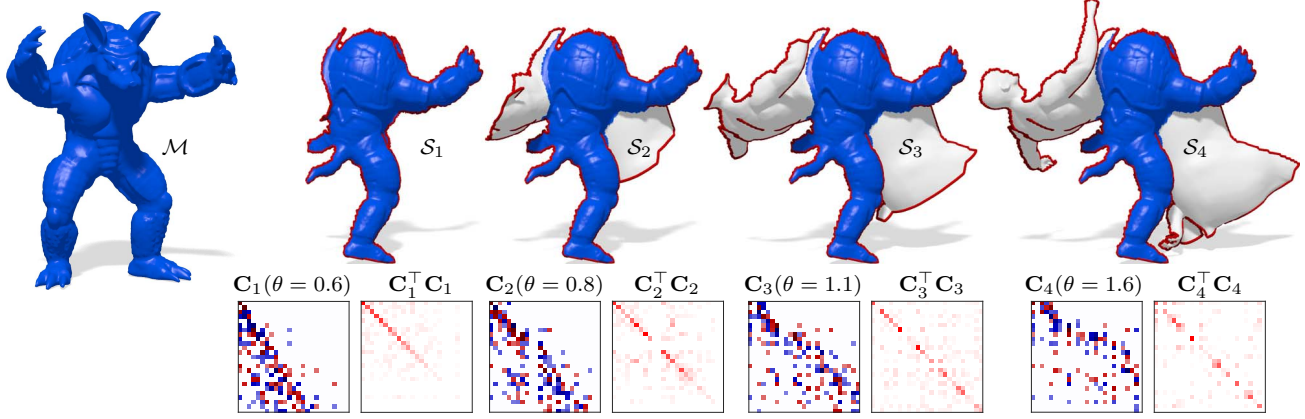 ℳ
𝒮₁
𝒮₂
𝒮₃
𝒮₄
C₁(θ = 0.6)
C₁⊤C₁
C₂(θ = 0.8)
C₂⊤C₂
C₃(θ = 1.1)
C₃⊤C₃
C₄(θ = 1.6)
C₄⊤C₄